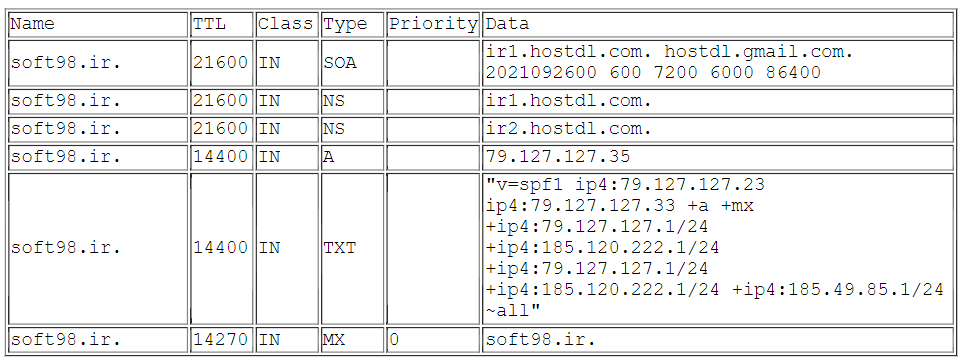 Name TTL Class Type Priority Data
soft98.ir. 21600 IN SOA ir1.hostdl.com. hostdl.gmail.com.
2021092600 600 7200 6000 86400
soft98.ir. 21600 IN NS ir1.hostdl.com.
soft98.ir. 21600 IN NS ir2.hostdl.com.
soft98.ir. 14400 IN A 79.127.127.35
soft98.ir. 14400 IN TXT "v=spf1 ip4:79.127.127.23
ip4:79.127.127.33 +a +mx
+ip4:79.127.127.1/24
+ip4:185.120.222.1/24
+ip4:79.127.127.1/24
+ip4:185.120.222.1/24 +ip4:185.49.85.1/24
~all"
soft98.ir. 14270 IN MX 0 soft98.ir.